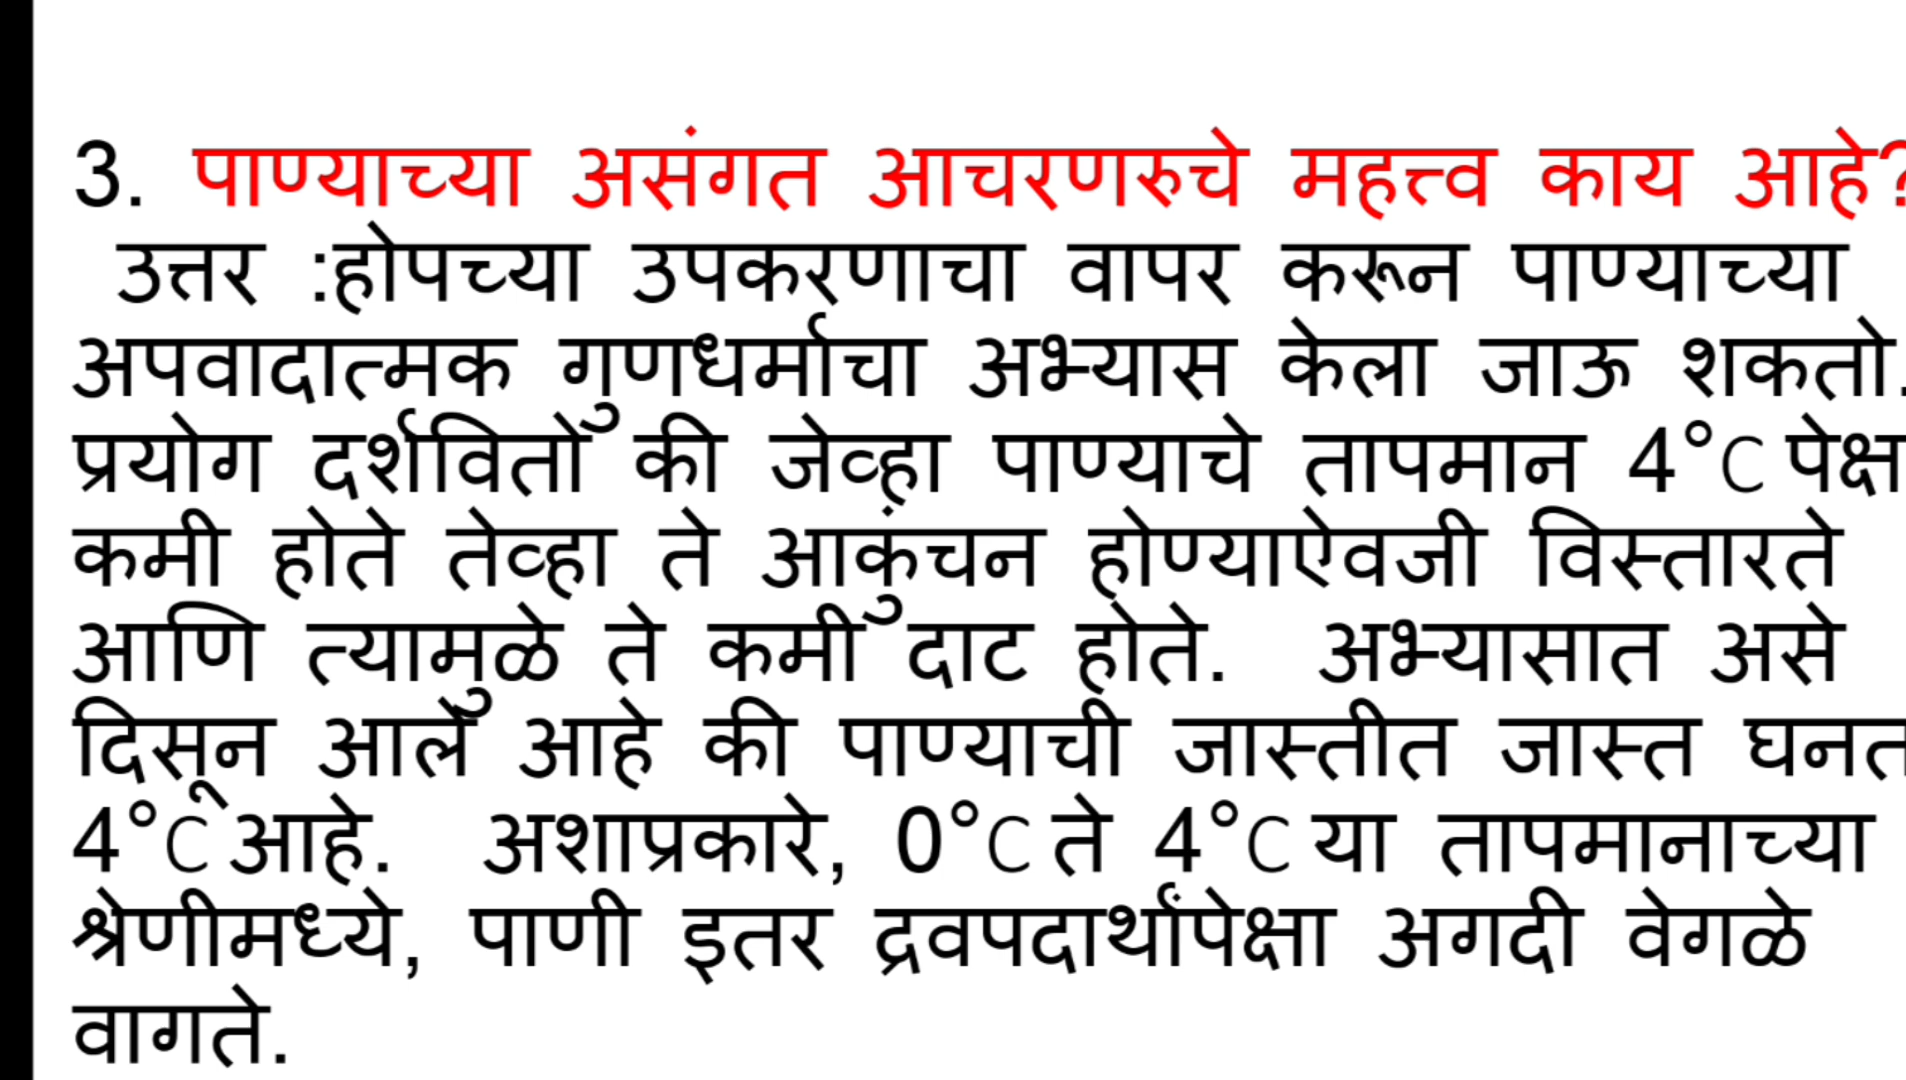 3. पाण्याच्या असंगत आचरणरुचे महत्त्व काय आहे?
उत्तर :होपच्या उपकरणाचा वापर करून पाण्याच्या
अपवादात्मक गुणधर्माचा अभ्यास केला जाऊ शकतो.
प्रयोग दर्शवितो की जेव्हा पाण्याचे तापमान 4°C पेक्ष
कमी होते तेव्हा ते आकुंचन होण्याऐवजी विस्तारते
आणि त्यामुळे ते कमी दाट होते. अभ्यासात असे
दिसून आले आहे की पाण्याची जास्तीत जास्त घनत
4°C आहे. अशाप्रकारे, 0°C ते 4°C या तापमानाच्या
श्रेणीमध्ये, पाणी इतर द्रवपदार्थांपेक्षा अगदी वेगळे
वागते.